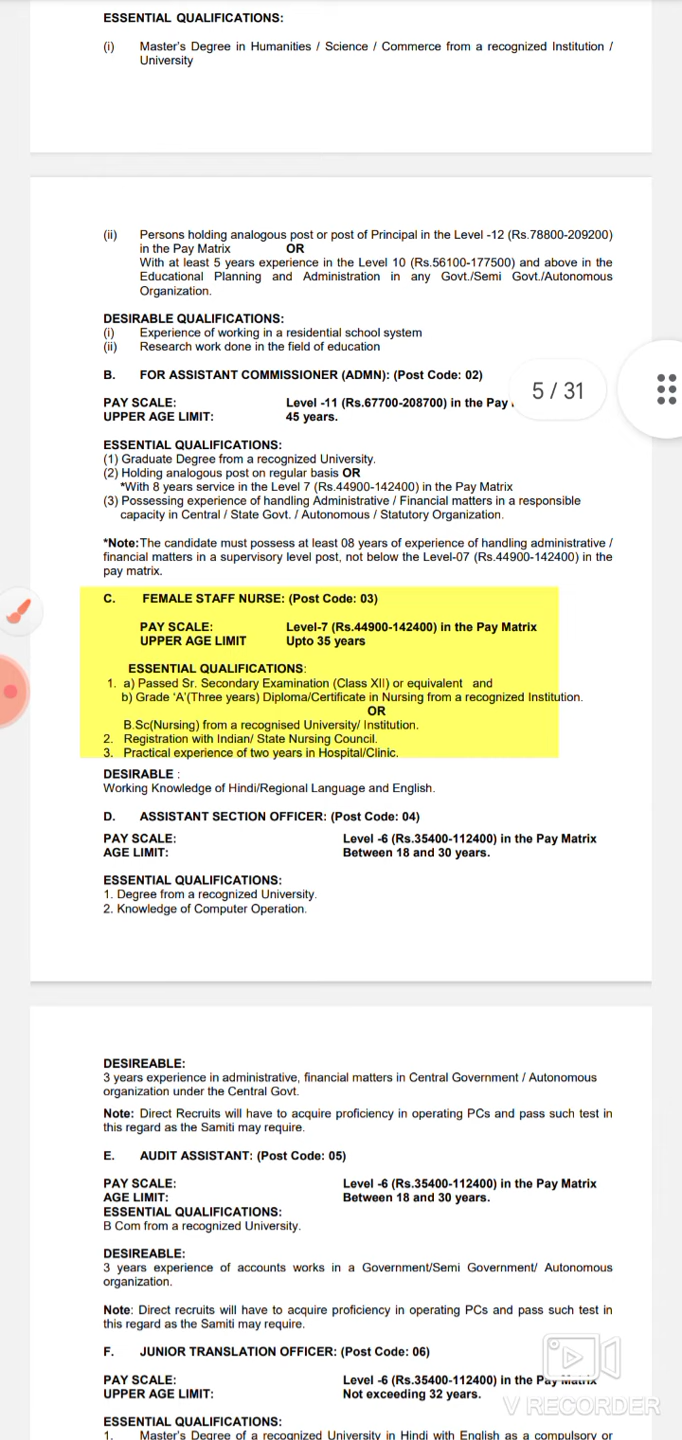 ESSENTIAL QUALIFICATIONS:
(i) Master's Degree in Humanities / Science / Commerce from a recognized Institution /
University
(ii) Persons holding analogous post or post of Principal in the Level -12 (Rs.78800-209200)
in the Pay Matrix OR
With at least 5 years experience in the Level 10 (Rs.56100-177500) and above in the
Educational Planning and Administration in any Govt./Semi Govt./Autonomous
Organization.
DESIRABLE QUALIFICATIONS:
(i) Experience of working in a residential school system
(ii) Research work done in the field of education
B. FOR ASSISTANT COMMISSIONER (ADMN): (Post Code: 02)
5 / 31
PAY SCALE: Level -11 (Rs.67700-208700) in the Pay
UPPER AGE LIMIT: 45 years.
ESSENTIAL QUALIFICATIONS:
(1) Graduate Degree from a recognized University.
(2) Holding analogous post on regular basis OR
*With 8 years service in the Level 7 (Rs.44900-142400) in the Pay Matrix
(3) Possessing experience of handling Administrative / Financial matters in a responsible
capacity in Central / State Govt. / Autonomous / Statutory Organization.
*Note:The candidate must possess at least 08 years of experience of handling administrative /
financial matters in a supervisory level post, not below the Level-07 (Rs.44900-142400) in the
pay matrix.
C. FEMALE STAFF NURSE: (Post Code: 03)
PAY SCALE: Level-7 (Rs.44900-142400) in the Pay Matrix
UPPER AGE LIMIT Upto 35 years
ESSENTIAL QUALIFICATIONS:
1. a) Passed Sr. Secondary Examination (Class XII) or equivalent and
b) Grade 'A'(Three years) Diploma/Certificate in Nursing from a recognized Institution.
OR
B.Sc(Nursing) from a recognised University/ Institution.
2. Registration with Indian/ State Nursing Council.
3. Practical experience of two years in Hospital/Clinic.
DESIRABLE :
Working Knowledge of Hindi/Regional Language and English.
D. ASSISTANT SECTION OFFICER: (Post Code: 04)
PAY SCALE: Level -6 (Rs.35400-112400) in the Pay Matrix
AGE LIMIT: Between 18 and 30 years.
ESSENTIAL QUALIFICATIONS:
1. Degree from a recognized University.
2. Knowledge of Computer Operation.
DESIREABLE:
3 years experience in administrative, financial matters in Central Government / Autonomous
organization under the Central Govt.
Note: Direct Recruits will have to acquire proficiency in operating PCs and pass such test in
this regard as the Samiti may require.
E. AUDIT ASSISTANT: (Post Code: 05)
PAY SCALE: Level -6 (Rs.35400-112400) in the Pay Matrix
AGE LIMIT: Between 18 and 30 years.
ESSENTIAL QUALIFICATIONS:
B Com from a recognized University.
DESIREABLE:
3 years experience of accounts works in a Government/Semi Government/ Autonomous
organization.
Note: Direct recruits will have to acquire proficiency in operating PCs and pass such test in
this regard as the Samiti may require.
F. JUNIOR TRANSLATION OFFICER: (Post Code: 06)
PAY SCALE: Level -6 (Rs.35400-112400) in the Pay Matrix
UPPER AGE LIMIT: Not exceeding 32 years.
V RECORDER
ESSENTIAL QUALIFICATIONS:
1. Master's Degree of a recognized University in Hindi with English as a compulsory or